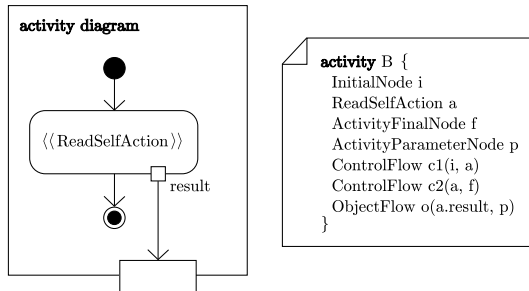 activity diagram
⟨⟨ReadSelfAction⟩⟩
result
activity B {
InitialNode i
ReadSelfAction a
ActivityFinalNode f
ActivityParameterNode p
ControlFlow c1(i, a)
ControlFlow c2(a, f)
ObjectFlow o(a.result, p)
}